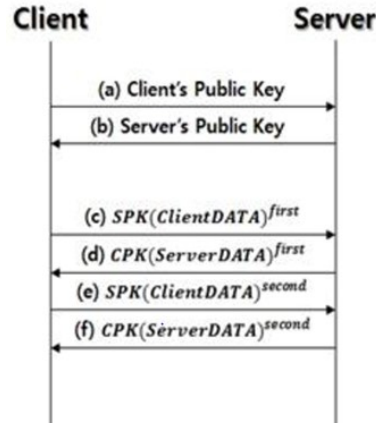 Client Server
(a) Client's Public Key
(b) Server's Public Key
(c) SPK(ClientDATA)^first
(d) CPK(ServerDATA)^first
(e) SPK(ClientDATA)^second
(f) CPK(ServerDATA)^second